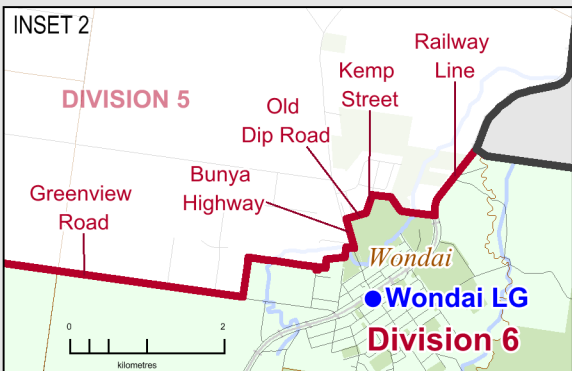 INSET 2
Railway
Line
Kemp
Street
DIVISION 5
Old
Dip Road
Bunya
Highway
Greenview
Road
Wondai
Wondai LG
Division 6
0
2
kilometres